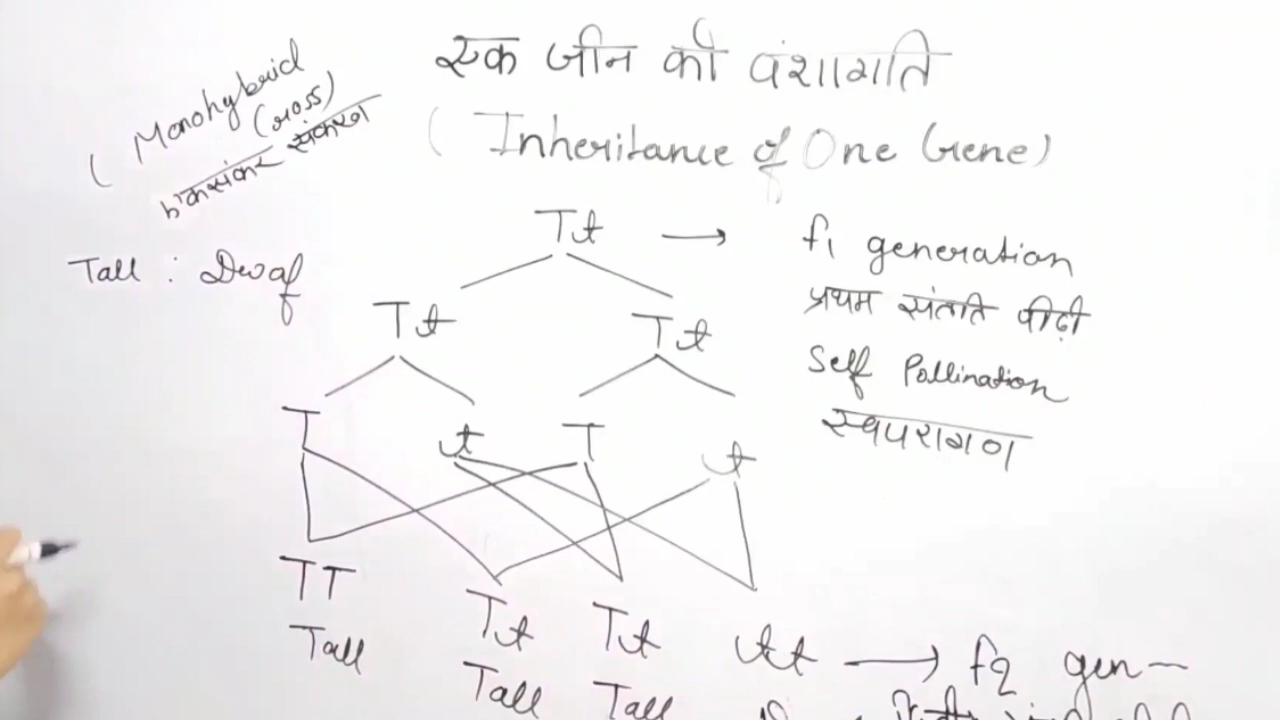 एक जीन की वंशागति
( Inheritance of One Gene)
( Monohybrid
(cross)
संकरण
Tall : Dwaf
Tt → f1 generation
प्रथम संतति पीढ़ी
Tt Tt
Self Pollination
स्वपरागण
T t T t
TT Tt Tt tt → f2 gen—
Tall Tall Tall